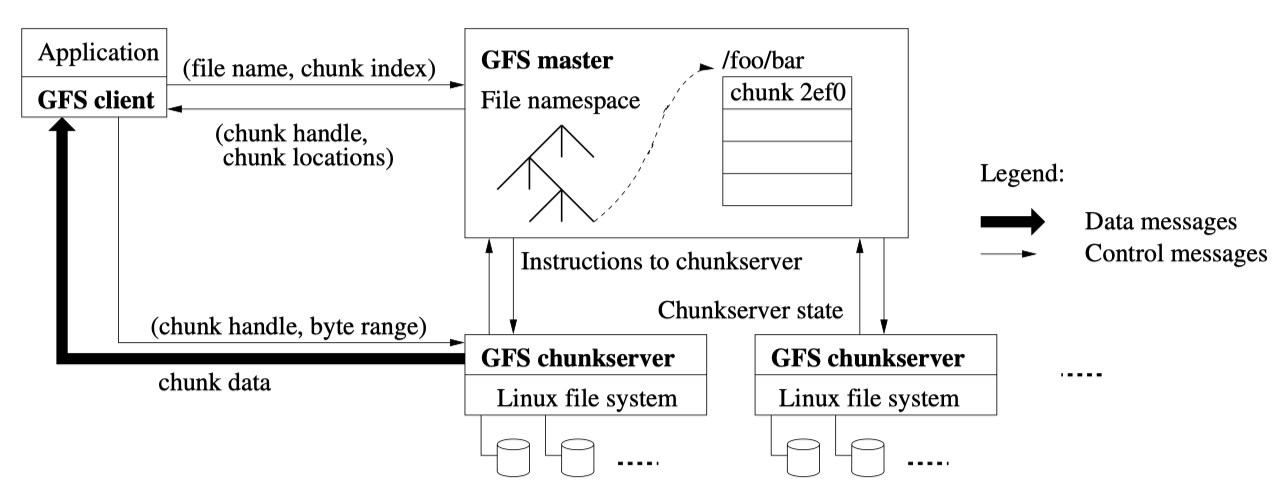 Application
GFS client
(file name, chunk index)
(chunk handle,
chunk locations)
GFS master
File namespace
/foo/bar
chunk 2ef0
Legend:
Data messages
Control messages
Instructions to chunkserver
Chunkserver state
(chunk handle, byte range)
chunk data
GFS chunkserver
Linux file system
GFS chunkserver
Linux file system